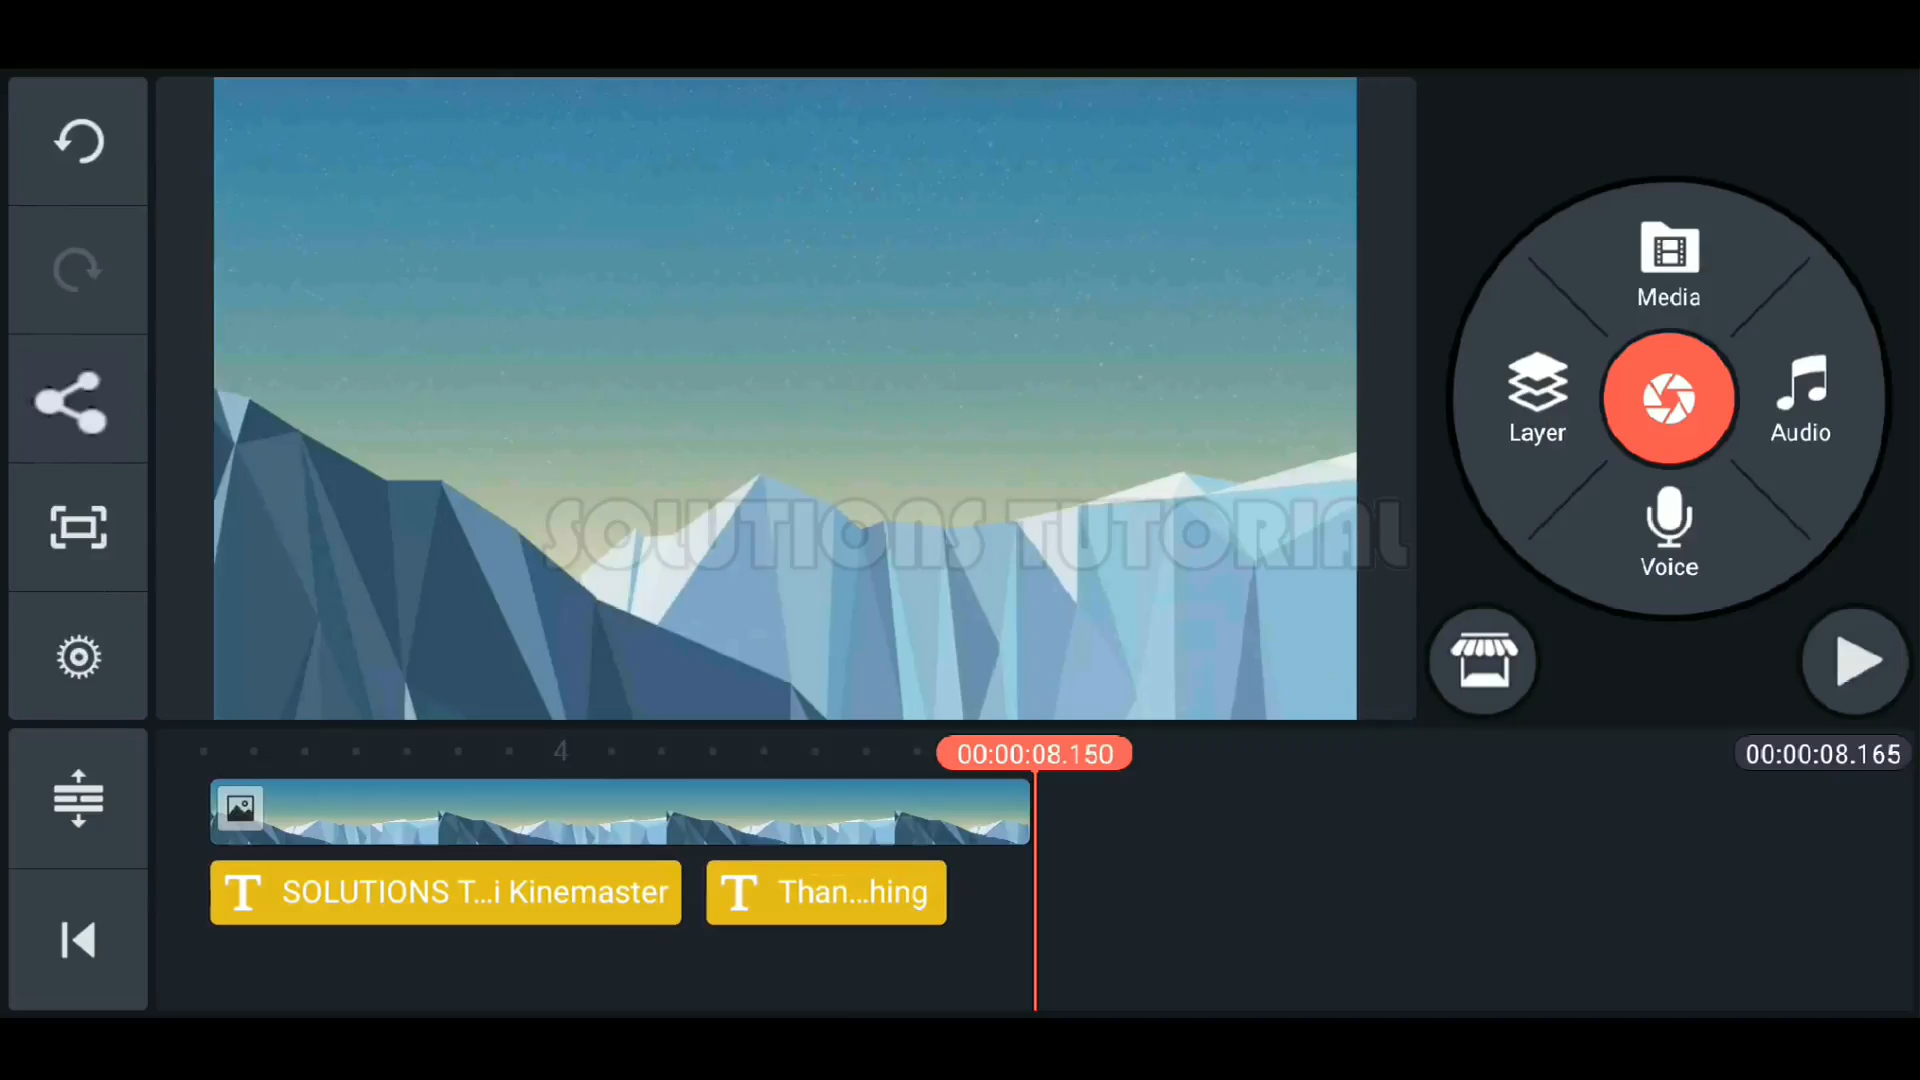 Media
Layer
Audio
SOLUTIONS TUTORIAL
Voice
4
00:00:08.150
00:00:08.165
SOLUTIONS T...i Kinemaster
Than...hing